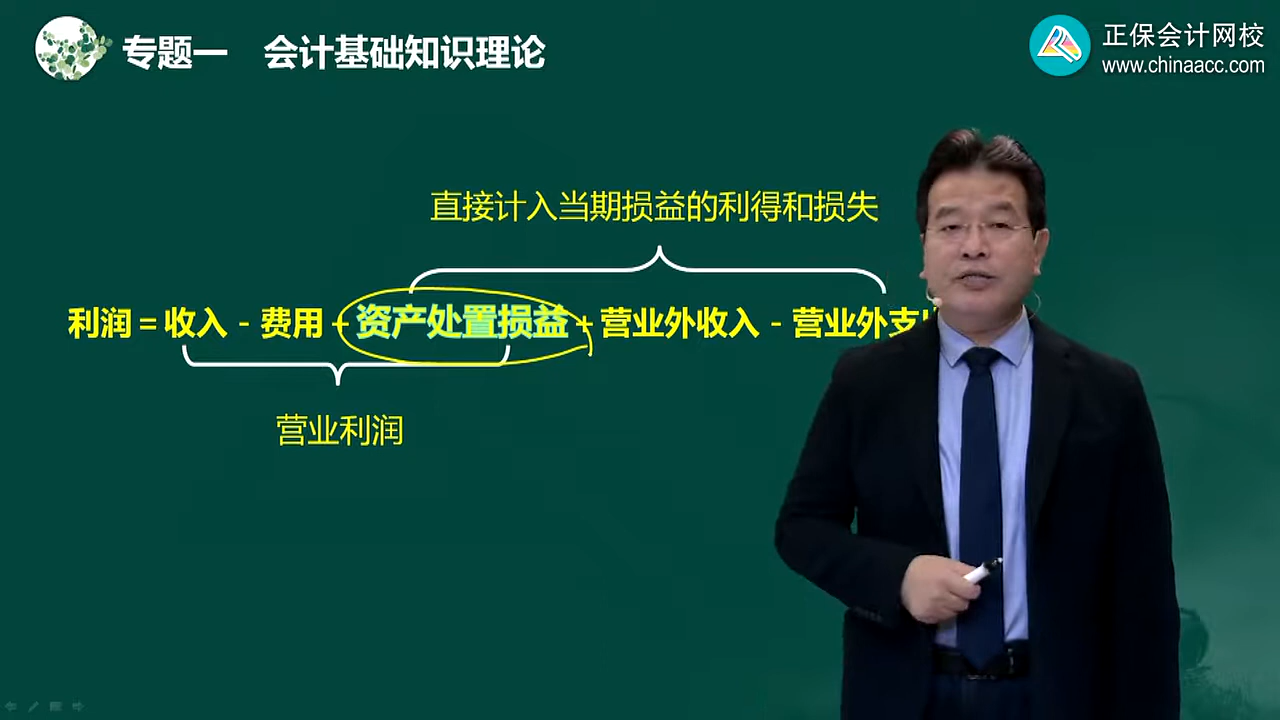 专题一 会计基础知识理论
正保会计网校
www.chinaacc.com
直接计入当期损益的利得和损失
利润＝收入－费用＋资产处置损益＋营业外收入－营业外支
营业利润